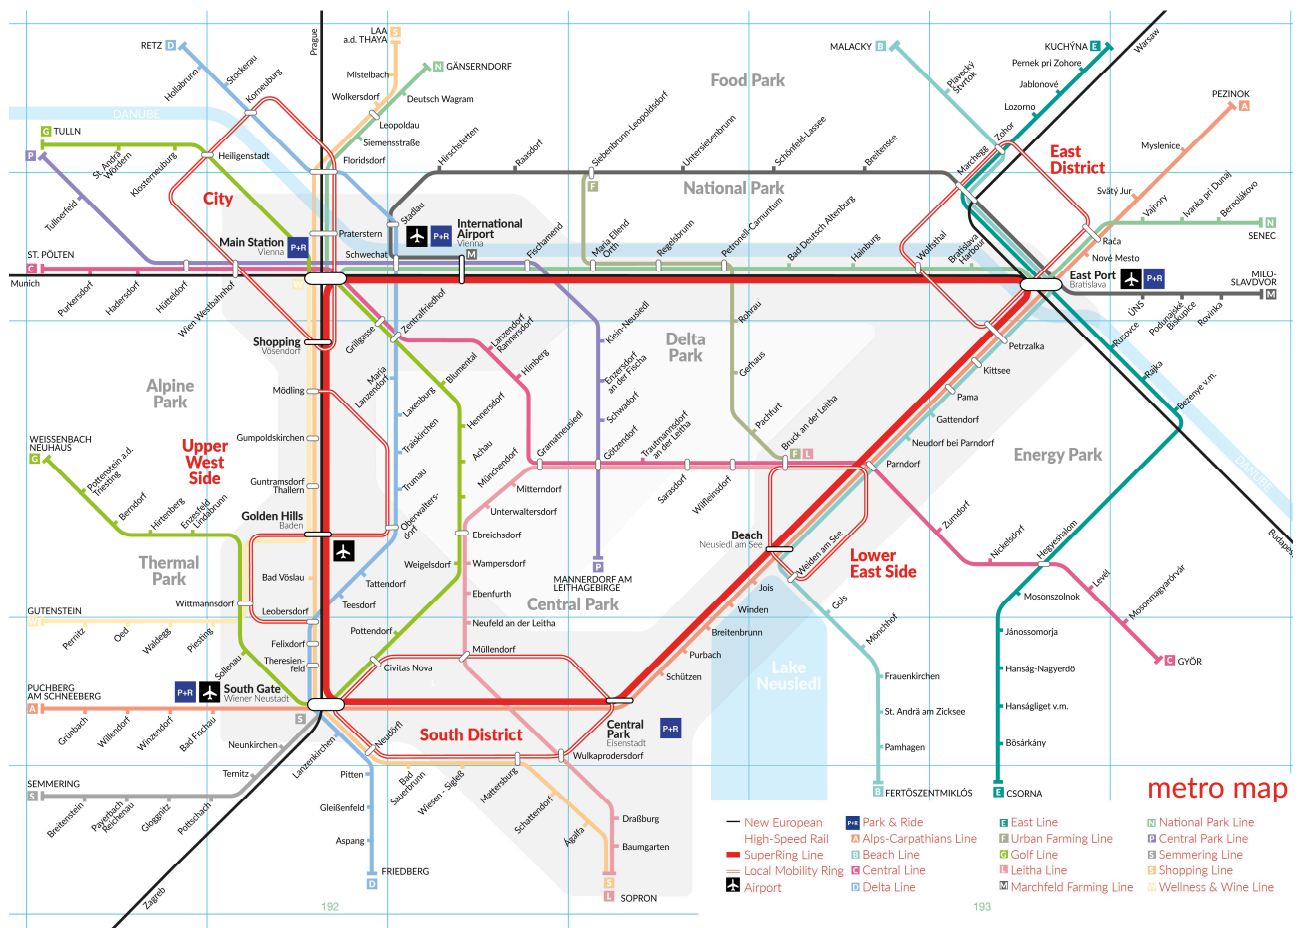 RETZ D
Hollabrunn
Stockerau
Korneuburg
Prague
LAA
a.d. THAYA
S
Mistelbach
Wolkersdorf
N GÄNSERNDORF
Deutsch Wagram
Leopoldau
Siemensstraße
Floridsdorf
DANUBE
G TULLN
P
St. Andrä
Wördern
Klosterneuburg
Heiligenstadt
Tullnerfeld
City
Hirschstetten
Raasdorf
Siebenbrunn-Leopoldsdorf
F
Untersiebenbrunn
Schönfeld-Lassee
Breitensee
Food Park
National Park
MALACKY B
Plavecký
Štvrtok
KUCHYŇA E
Pernek pri Zohore
Jablonové
Lozorno
Zohor
Marchegg
Warsaw
PEZINOK
A
Myslenice
Svätý Jur
East
District
Vajnory
Ivanka pri Dunaj
Bernolákovo
N
SENEC
Rača
Nové Mesto
Stadlau
International
Airport
Vienna
P+R
M
Main Station
Vienna
P+R
Praterstern
Schwechat
Fischamend
Maria Ellend
Orth
Regelsbrunn
Petronell-Carnuntum
Bad Deutsch Altenburg
Hainburg
Wolfsthal
Bratislava
Harbour
East Port
Bratislava
P+R
MILO-
SLAVDVOR
M
ÚNS
Podunajské
Biskupice
Rovinka
Rusovce
Rajka
Bezenye v.m.
DANUBE
Budapest
ST. PÖLTEN
C
Munich
Purkersdorf
Hadersdorf
Hütteldorf
Wien Westbahnhof
W
Shopping
Vösendorf
Grillgasse
Zentralfriedhof
Lanzendorf
Rannersdorf
Himberg
Klein-Neusiedl
Enzersdorf
an der Fischa
Schwadorf
Götzendorf
Delta
Park
Rohrau
Gerhaus
Pachfurt
Bruck an der Leitha
F L
Petrzalka
Kittsee
Pama
Gattendorf
Neudorf bei Parndorf
Parndorf
Energy Park
Alpine
Park
Mödling
Maria
Lanzendorf
Blumental
Laxenburg
Hennersdorf
Traiskirchen
Achau
Münchendorf
Trumau
Oberwalters-
dorf
Gumpoldskirchen
Upper
West
Side
Guntramsdorf
Thallern
Golden Hills
Baden
Gramatneusiedl
Trautmannsdorf
an der Leitha
Sarasdorf
Wilfleinsdorf
Mitterndorf
Unterwaltersdorf
Ebreichsdorf
Weigelsdorf
Wampersdorf
Ebenfurth
Neufeld an der Leitha
Müllendorf
P
MANNERDORF AM
LEITHAGEBIRGE
Central Park
WEISSENBACH
NEUHAUS
G
Pottenstein a.d.
Triesting
Berndorf
Hirtenberg
Enzesfeld
Lindabrunn
Thermal
Park
Bad Vöslau
Wittmannsdorf
Leobersdorf
Tattendorf
Teesdorf
Pottendorf
GUTENSTEIN
W
Pernitz
Oed
Waldegg
Piesting
Sollenau
Felixdorf
Theresien-
feld
Civitas Nova
Beach
Neusiedl am See
Weiden am See
Lower
East Side
Zurndorf
Nickelsdorf
Hegyeshalom
Levél
Mosonmagyaróvár
C GYÖR
Mosonszolnok
Jánossomorja
Hanság-Nagyerdö
Hanságliget v.m.
Bösárkány
E CSORNA
Jois
Winden
Breitenbrunn
Purbach
Schützen
Gols
Mönchhof
Frauenkirchen
St. Andrä am Zicksee
Pamhagen
B FERTÖSZENTMIKLÓS
Lake
Neusiedl
PUCHBERG
AM SCHNEEBERG
A
Grünbach
Willendorf
Winzendorf
Bad Fischau
P+R
South Gate
Wiener Neustadt
S
Neunkirchen
Ternitz
SEMMERING
S
Breitenstein
Payerbach
Reichenau
Gloggnitz
Pottschach
Zagreb
Lanzenkirchen
Neudörfl
Pitten
Gleißenfeld
Aspang
FRIEDBERG
D
Bad
Sauerbrunn
Wiesen - Sigleß
Mattersburg
South District
Central
Park
Eisenstadt
P+R
Wulkaprodersdorf
Schattendorf
Ágalfa
Draßburg
Baumgarten
S
L SOPRON
metro map
New European
High-Speed Rail
SuperRing Line
Local Mobility Ring
Airport
P+R Park & Ride
A Alps-Carpathians Line
B Beach Line
C Central Line
D Delta Line
E East Line
F Urban Farming Line
G Golf Line
L Leitha Line
M Marchfeld Farming Line
N National Park Line
P Central Park Line
S Semmering Line
S Shopping Line
W Wellness & Wine Line
192
193